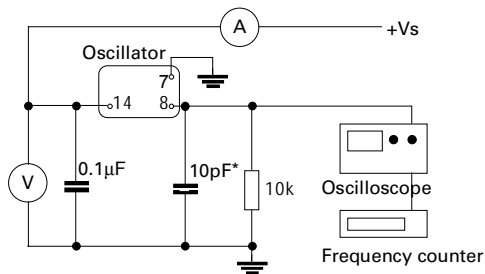 A
+Vs
Oscillator
7
14
8
0.1μF
10pF*
10k
V
Oscilloscope
Frequency counter